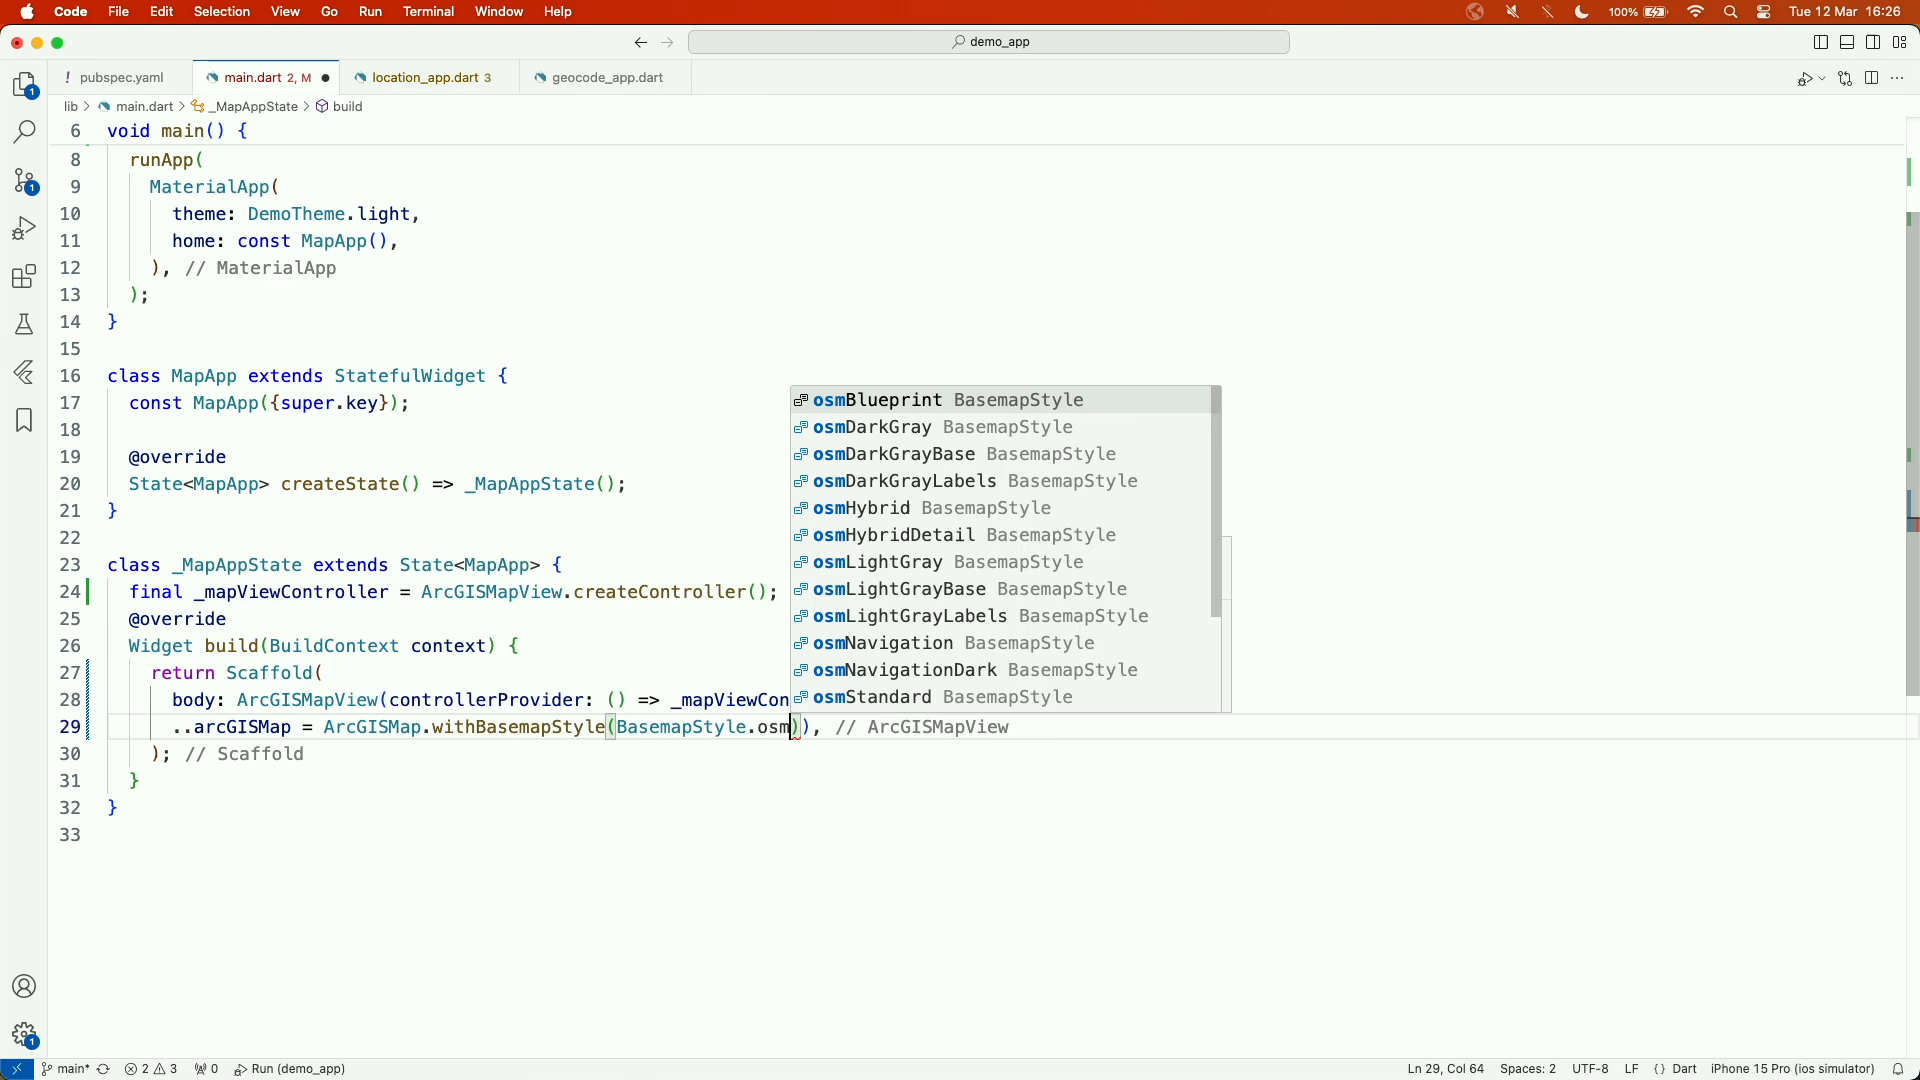 Code File Edit Selection View Go Run Terminal Window Help 100% Tue 12 Mar 16:26
demo_app
! pubspec.yaml main.dart 2, M ● location_app.dart 3 geocode_app.dart
lib > main.dart > _MapAppState > build
6 void main() {
8 runApp(
9 MaterialApp(
10 theme: DemoTheme.light,
11 home: const MapApp(),
12 ), // MaterialApp
13 );
14 }
15
16 class MapApp extends StatefulWidget {
17 const MapApp({super.key});
18
19 @override
20 State<MapApp> createState() => _MapAppState();
21 }
22
23 class _MapAppState extends State<MapApp> {
24 final _mapViewController = ArcGISMapView.createController();
25 @override
26 Widget build(BuildContext context) {
27 return Scaffold(
28 body: ArcGISMapView(controllerProvider: () => _mapViewCon
29 ..arcGISMap = ArcGISMap.withBasemapStyle(BasemapStyle.osm)), // ArcGISMapView
30 ); // Scaffold
31 }
32 }
33
osmBlueprint BasemapStyle
osmDarkGray BasemapStyle
osmDarkGrayBase BasemapStyle
osmDarkGrayLabels BasemapStyle
osmHybrid BasemapStyle
osmHybridDetail BasemapStyle
osmLightGray BasemapStyle
osmLightGrayBase BasemapStyle
osmLightGrayLabels BasemapStyle
osmNavigation BasemapStyle
osmNavigationDark BasemapStyle
osmStandard BasemapStyle
1
1
1
main* 2 3 0 Run (demo_app) Ln 29, Col 64 Spaces: 2 UTF-8 LF {} Dart iPhone 15 Pro (ios simulator)